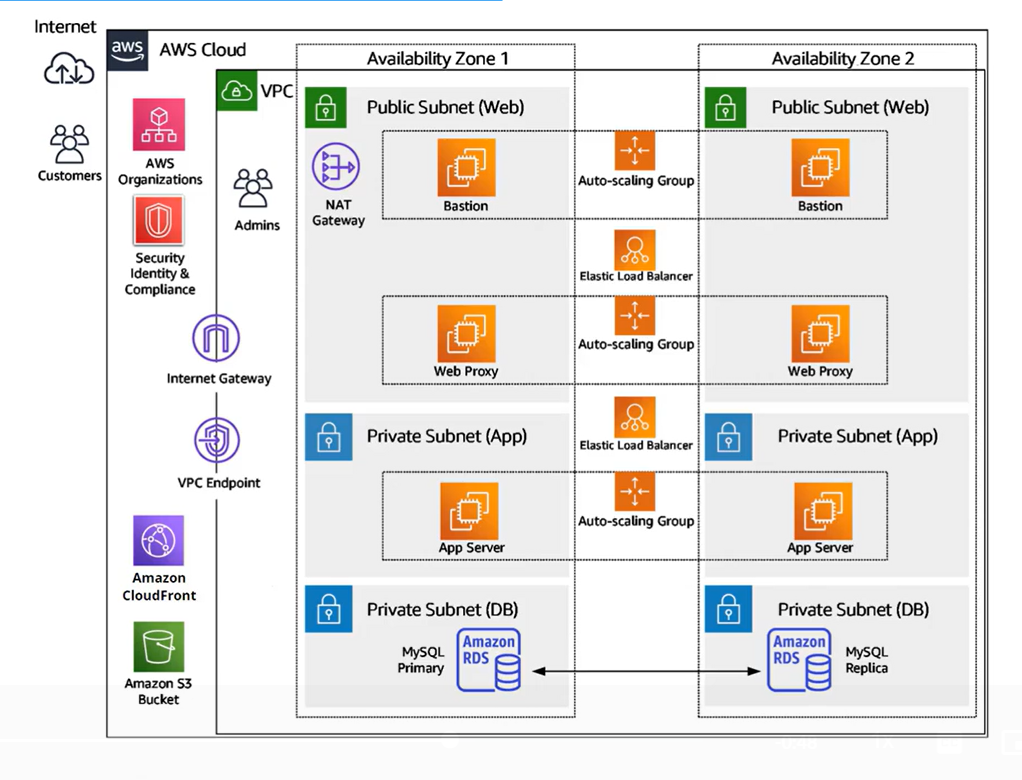 Internet
aws
AWS Cloud
Availability Zone 1
Availability Zone 2
VPC
Public Subnet (Web)
Public Subnet (Web)
Customers
AWS
Organizations
Admins
NAT
Gateway
Bastion
Auto-scaling Group
Bastion
Security
Identity &
Compliance
Elastic Load Balancer
Internet Gateway
Web Proxy
Auto-scaling Group
Web Proxy
Private Subnet (App)
Elastic Load Balancer
Private Subnet (App)
VPC Endpoint
App Server
Auto-scaling Group
App Server
Amazon
CloudFront
Private Subnet (DB)
Private Subnet (DB)
MySQL
Primary
Amazon
RDS
Amazon
RDS
MySQL
Replica
Amazon S3
Bucket